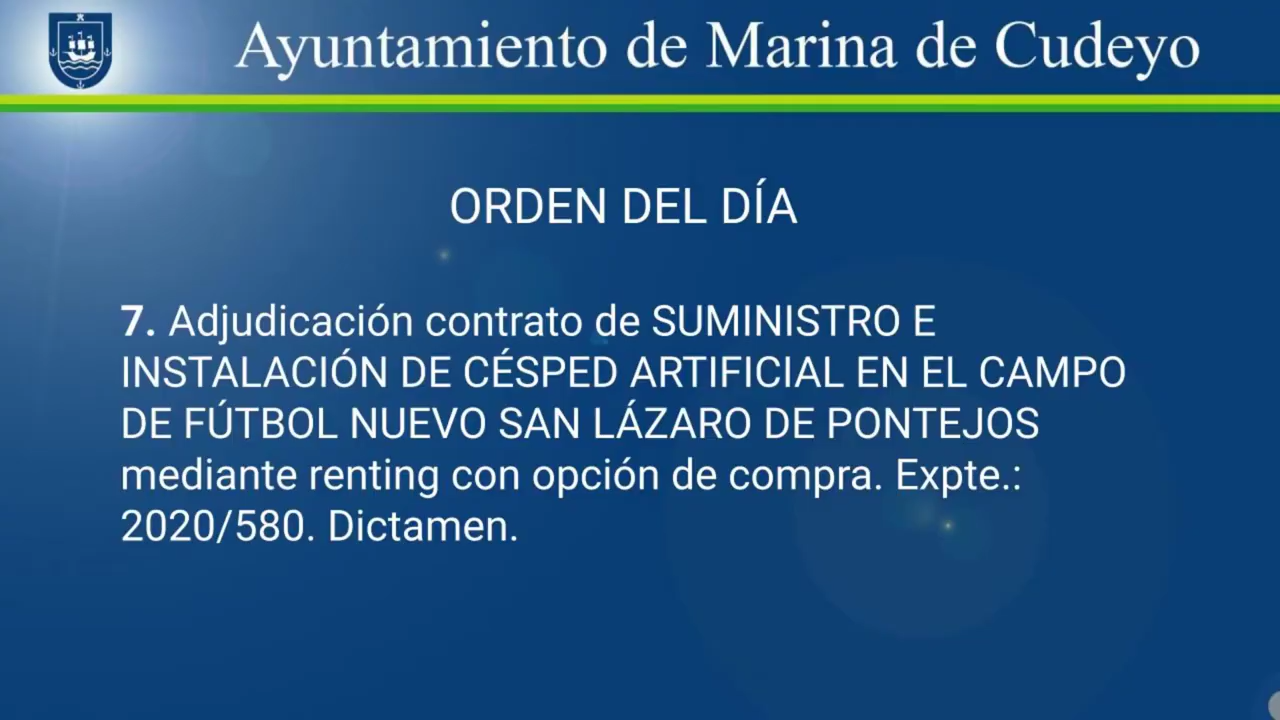 Ayuntamiento de Marina de Cudeyo
ORDEN DEL DÍA
7. Adjudicación contrato de SUMINISTRO E
INSTALACIÓN DE CÉSPED ARTIFICIAL EN EL CAMPO
DE FÚTBOL NUEVO SAN LÁZARO DE PONTEJOS
mediante renting con opción de compra. Expte.:
2020/580. Dictamen.